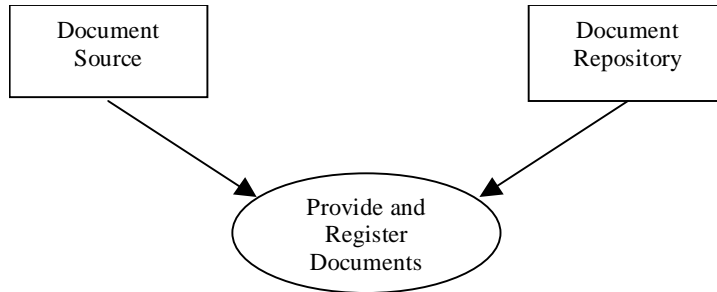 Document
Source
Document
Repository
Provide and
Register
Documents